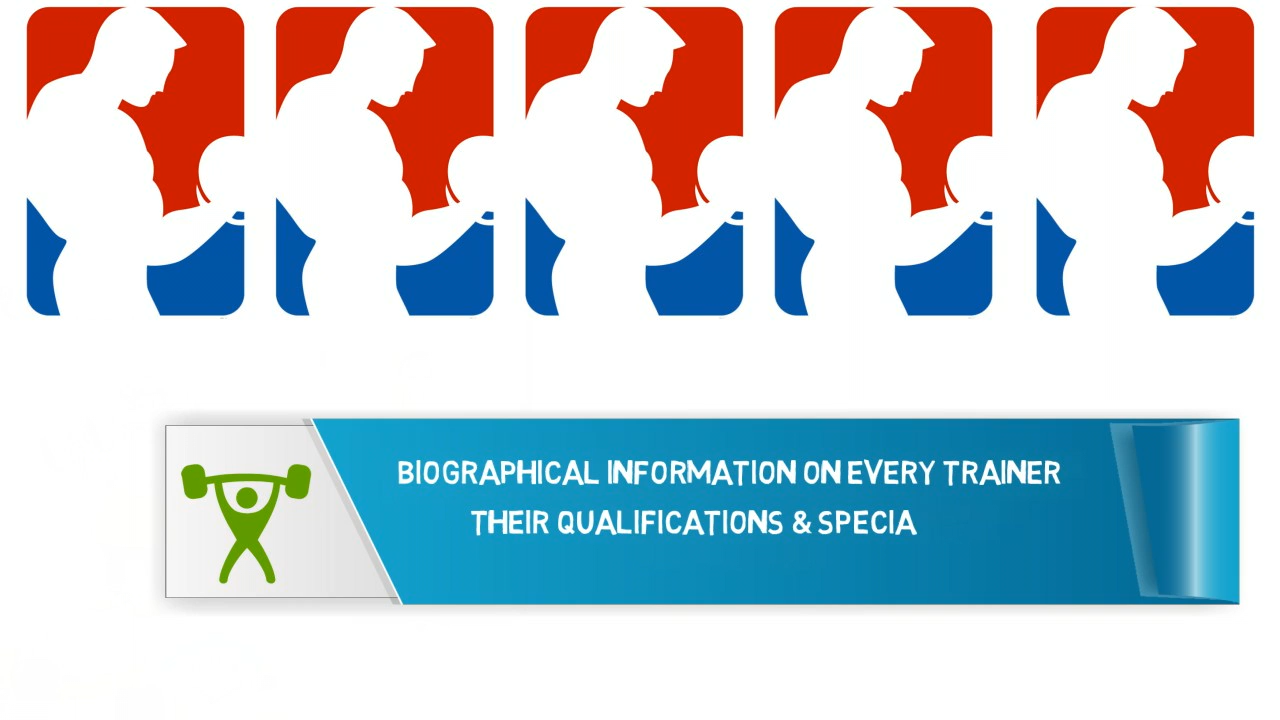 BIOGRAPHICAL INFORMATION ON EVERY TRAINER
THEIR QUALIFICATIONS & SPECIA